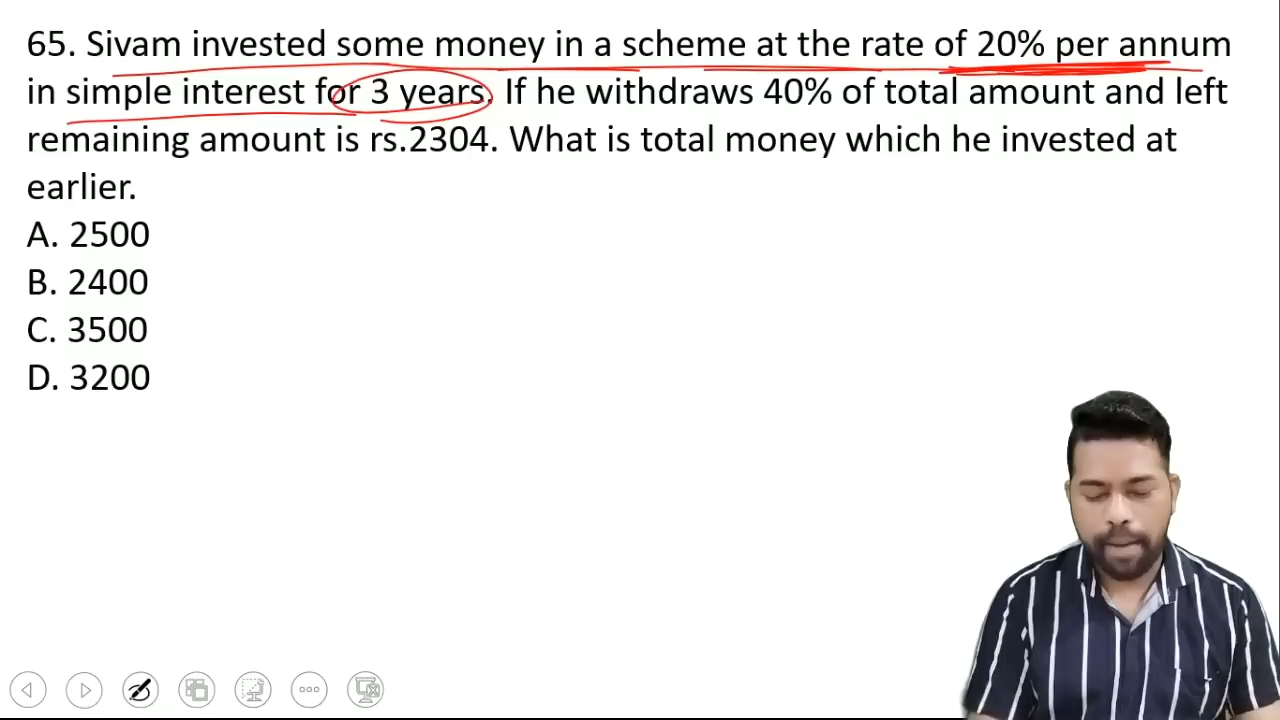 65. Sivam invested some money in a scheme at the rate of 20% per annum
in simple interest for 3 years. If he withdraws 40% of total amount and left
remaining amount is rs.2304. What is total money which he invested at
earlier.
A. 2500
B. 2400
C. 3500
D. 3200